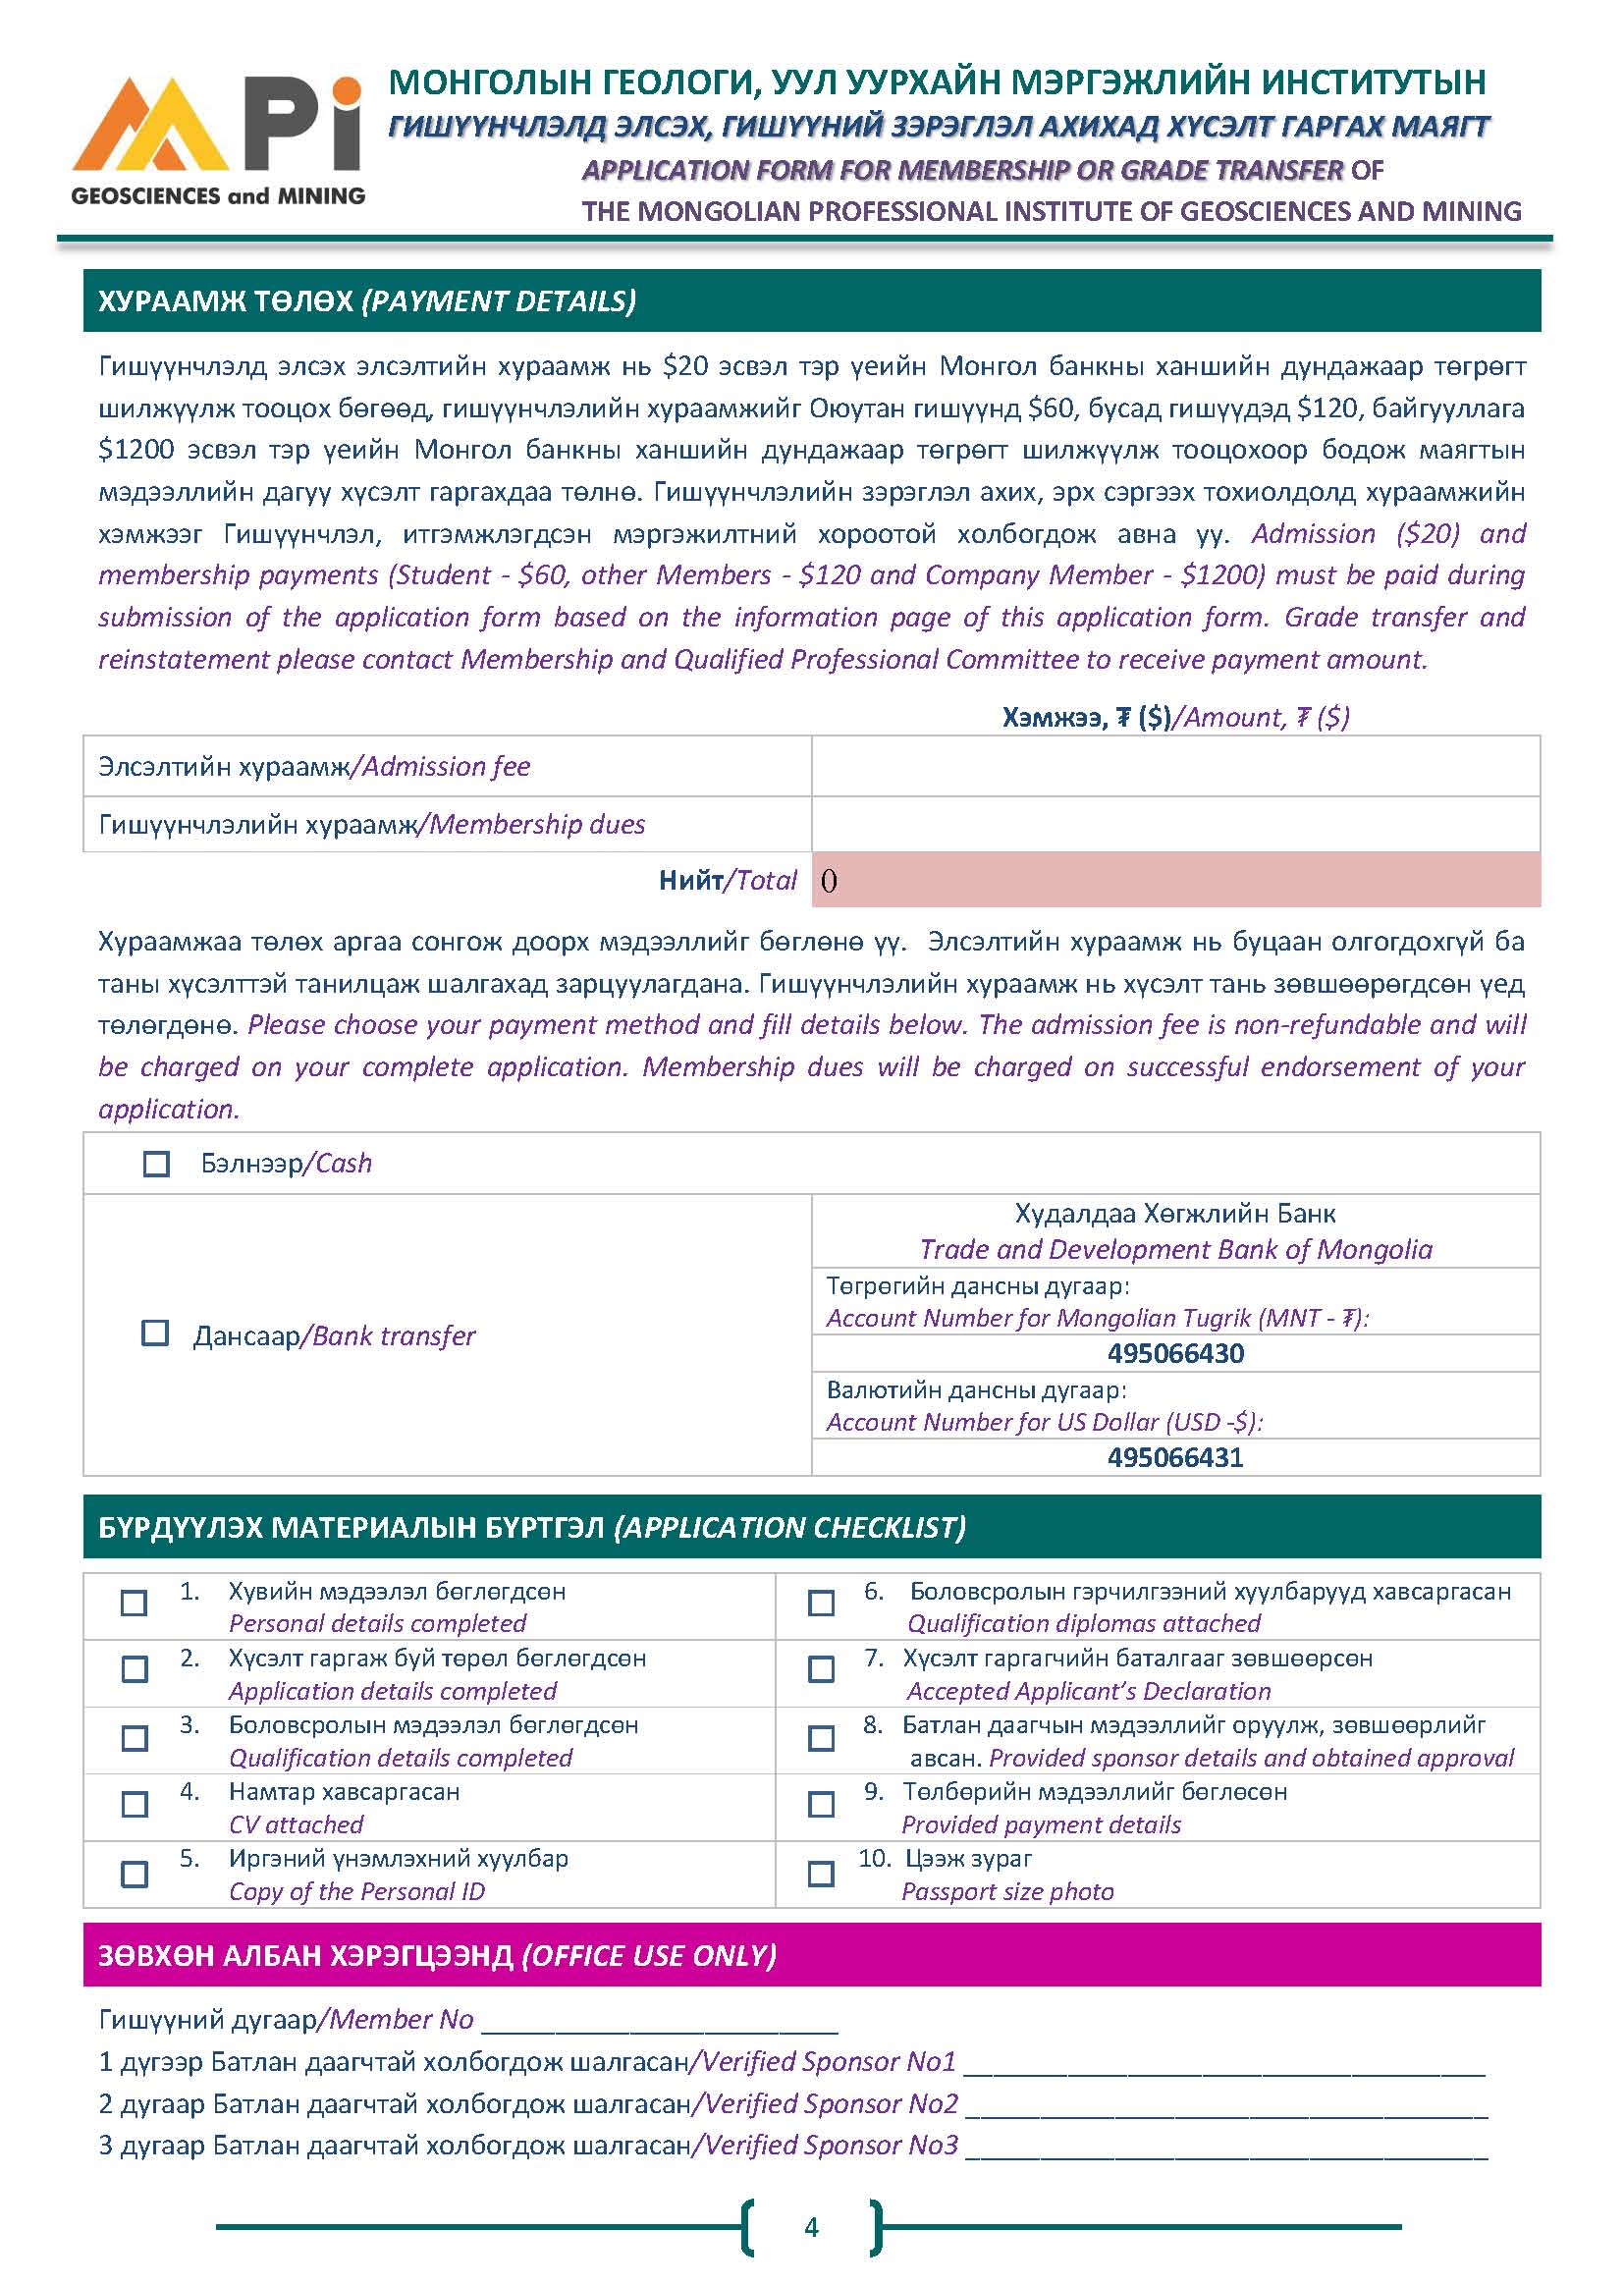 MPi
GEOSCIENCES and MINING
МОНГОЛЫН ГЕОЛОГИ, УУЛ УУРХАЙН МЭРГЭЖЛИЙН ИНСТИТУТЫН
ГИШҮҮНЧЛЭЛД ЭЛСЭХ, ГИШҮҮНИЙ ЗЭРЭГЛЭЛ АХИХАД ХҮСЭЛТ ГАРГАХ МАЯГТ
APPLICATION FORM FOR MEMBERSHIP OR GRADE TRANSFER OF
THE MONGOLIAN PROFESSIONAL INSTITUTE OF GEOSCIENCES AND MINING
ХУРААМЖ ТӨЛӨХ (PAYMENT DETAILS)
Гишүүнчлэлд элсэх элсэлтийн хураамж нь $20 эсвэл тэр үеийн Монгол банкны ханшийн дундажаар төгрөгт
шилжүүлж тооцох бөгөөд, гишүүнчлэлийн хураамжийг Оюутан гишүүнд $60, бусад гишүүдэд $120, байгууллага
$1200 эсвэл тэр үеийн Монгол банкны ханшийн дундажаар төгрөгт шилжүүлж тооцохоор бодож маягтын
мэдээллийн дагуу хүсэлт гаргахдаа төлнө. Гишүүнчлэлийн зэрэглэл ахих, эрх сэргээх тохиолдолд хураамжийн
хэмжээг Гишүүнчлэл, итгэмжлэгдсэн мэргэжилтний хороотой холбогдож авна уу. Admission ($20) and
membership payments (Student - $60, other Members - $120 and Company Member - $1200) must be paid during
submission of the application form based on the information page of this application form. Grade transfer and
reinstatement please contact Membership and Qualified Professional Committee to receive payment amount.
Хэмжээ, ₮ ($)/Amount, ₮ ($)
Элсэлтийн хураамж/Admission fee
Гишүүнчлэлийн хураамж/Membership dues
Нийт/Total 0
Хураамжаа төлөх аргаа сонгож доорх мэдээллийг бөглөнө үү. Элсэлтийн хураамж нь буцаан олгогдохгүй ба
таны хүсэлттэй танилцаж шалгахад зарцуулагдана. Гишүүнчлэлийн хураамж нь хүсэлт тань зөвшөөрөгдсөн үед
төлөгдөнө. Please choose your payment method and fill details below. The admission fee is non-refundable and will
be charged on your complete application. Membership dues will be charged on successful endorsement of your
application.
Бэлнээр/Cash
Дансаар/Bank transfer
Худалдаа Хөгжлийн Банк
Trade and Development Bank of Mongolia
Төгрөгийн дансны дугаар:
Account Number for Mongolian Tugrik (MNT - ₮):
495066430
Валютийн дансны дугаар:
Account Number for US Dollar (USD -$):
495066431
БҮРДҮҮЛЭХ МАТЕРИАЛЫН БҮРТГЭЛ (APPLICATION CHECKLIST)
1. Хувийн мэдээлэл бөглөгдсөн
Personal details completed
2. Хүсэлт гаргаж буй төрөл бөглөгдсөн
Application details completed
3. Боловсролын мэдээлэл бөглөгдсөн
Qualification details completed
4. Намтар хавсаргасан
CV attached
5. Иргэний үнэмлэхний хуулбар
Copy of the Personal ID
6. Боловсролын гэрчилгээний хуулбарууд хавсаргасан
Qualification diplomas attached
7. Хүсэлт гаргагчийн баталгааг зөвшөөрсөн
Accepted Applicant’s Declaration
8. Батлан даагчын мэдээллийг оруулж, зөвшөөрлийг
авсан. Provided sponsor details and obtained approval
9. Төлбөрийн мэдээллийг бөглөсөн
Provided payment details
10. Цээж зураг
Passport size photo
ЗӨВХӨН АЛБАН ХЭРЭГЦЭЭНД (OFFICE USE ONLY)
Гишүүний дугаар/Member No ________________________
1 дүгээр Батлан даагчтай холбогдож шалгасан/Verified Sponsor No1 ___________________________________
2 дугаар Батлан даагчтай холбогдож шалгасан/Verified Sponsor No2 ___________________________________
3 дугаар Батлан даагчтай холбогдож шалгасан/Verified Sponsor No3 ___________________________________
4